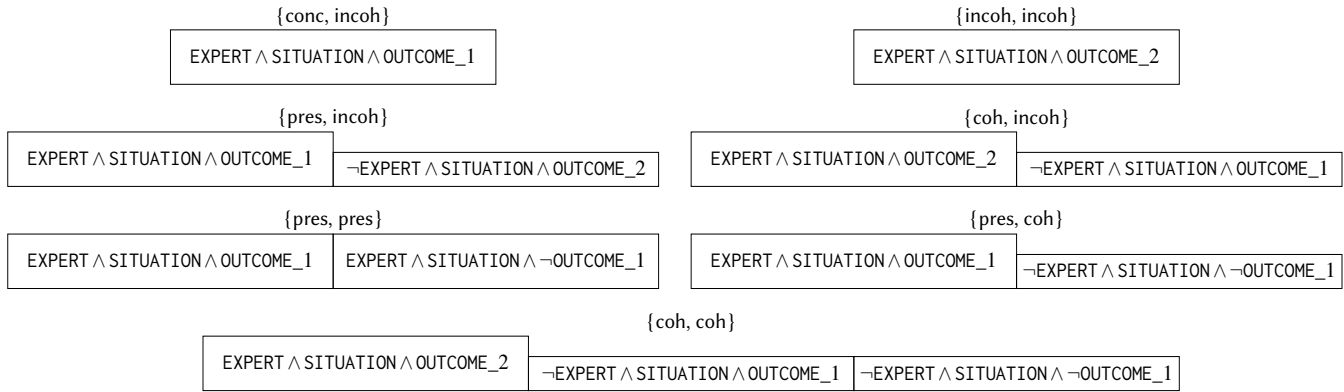 {conc, incoh} {incoh, incoh}
EXPERT ∧ SITUATION ∧ OUTCOME_1 EXPERT ∧ SITUATION ∧ OUTCOME_2
{pres, incoh} {coh, incoh}
EXPERT ∧ SITUATION ∧ OUTCOME_1 ¬EXPERT ∧ SITUATION ∧ OUTCOME_2 EXPERT ∧ SITUATION ∧ OUTCOME_2 ¬EXPERT ∧ SITUATION ∧ OUTCOME_1
{pres, pres} {pres, coh}
EXPERT ∧ SITUATION ∧ OUTCOME_1 EXPERT ∧ SITUATION ∧ ¬OUTCOME_1 EXPERT ∧ SITUATION ∧ OUTCOME_1 ¬EXPERT ∧ SITUATION ∧ ¬OUTCOME_1
{coh, coh}
EXPERT ∧ SITUATION ∧ OUTCOME_2 ¬EXPERT ∧ SITUATION ∧ OUTCOME_1 ¬EXPERT ∧ SITUATION ∧ ¬OUTCOME_1